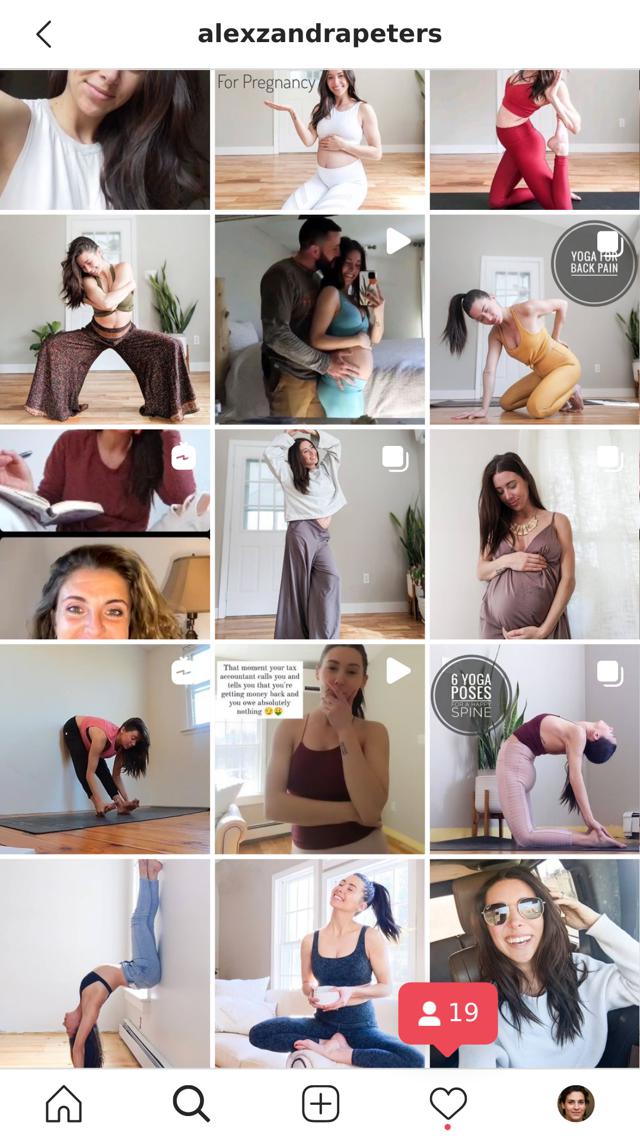 alexzandrapeters
For Pregnancy
YOGA FOR
BACK PAIN
That moment your tax
accountant calls you and
tells you that you're
getting money back and
you owe absolutely
nothing 😏🤑
6 YOGA
POSES
FOR A HAPPY
SPINE
19